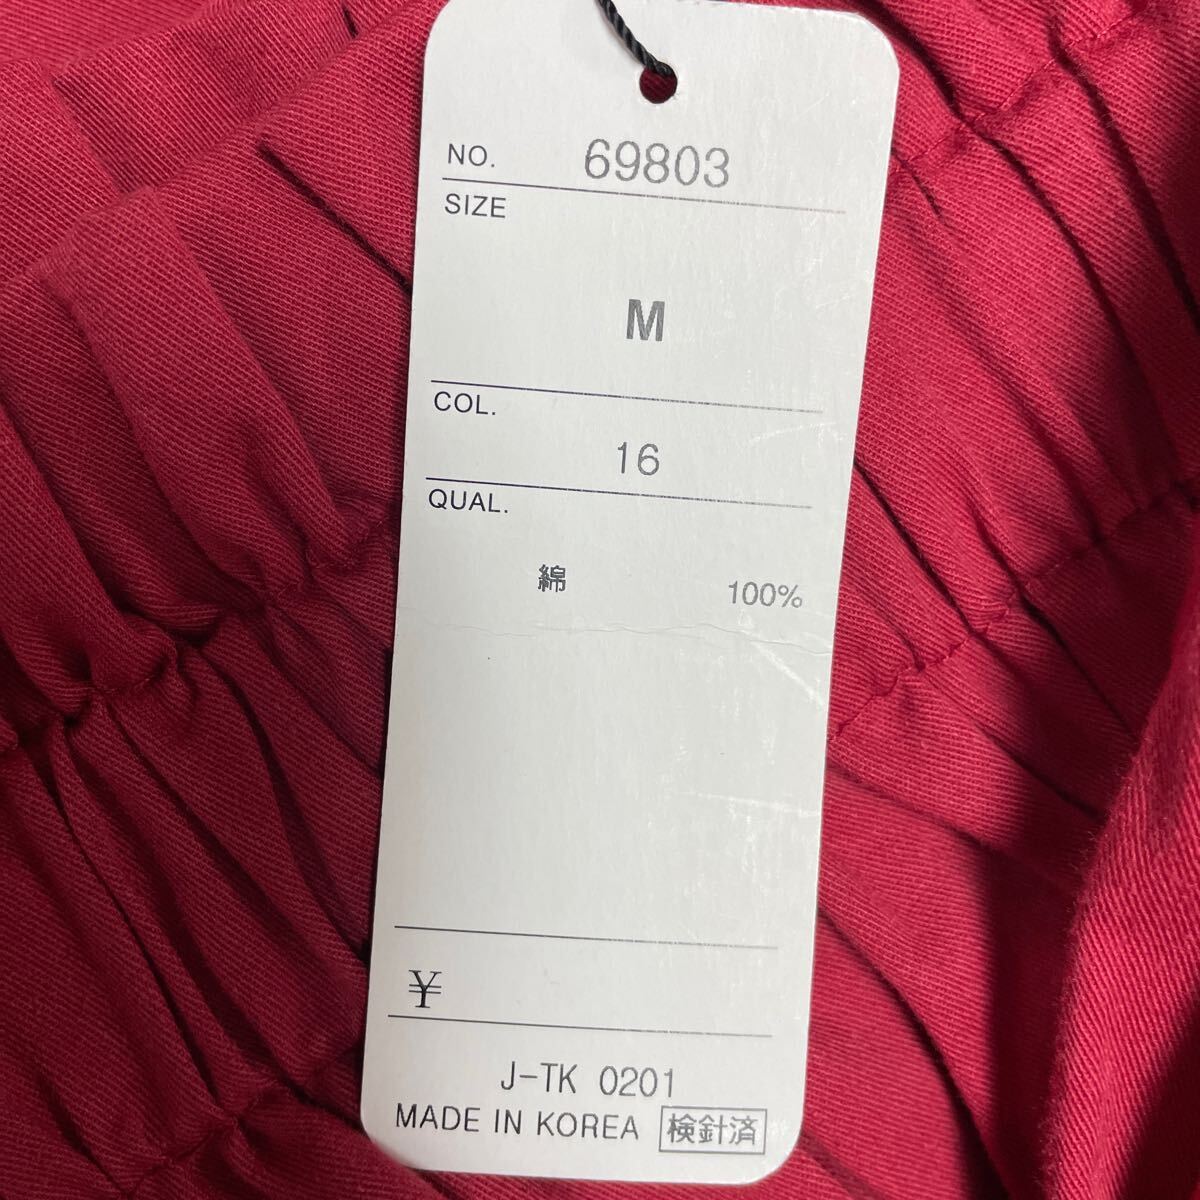 NO. 69803
SIZE
M
COL.
16
QUAL.
綿 100%
¥
J-TK 0201
MADE IN KOREA 検針済